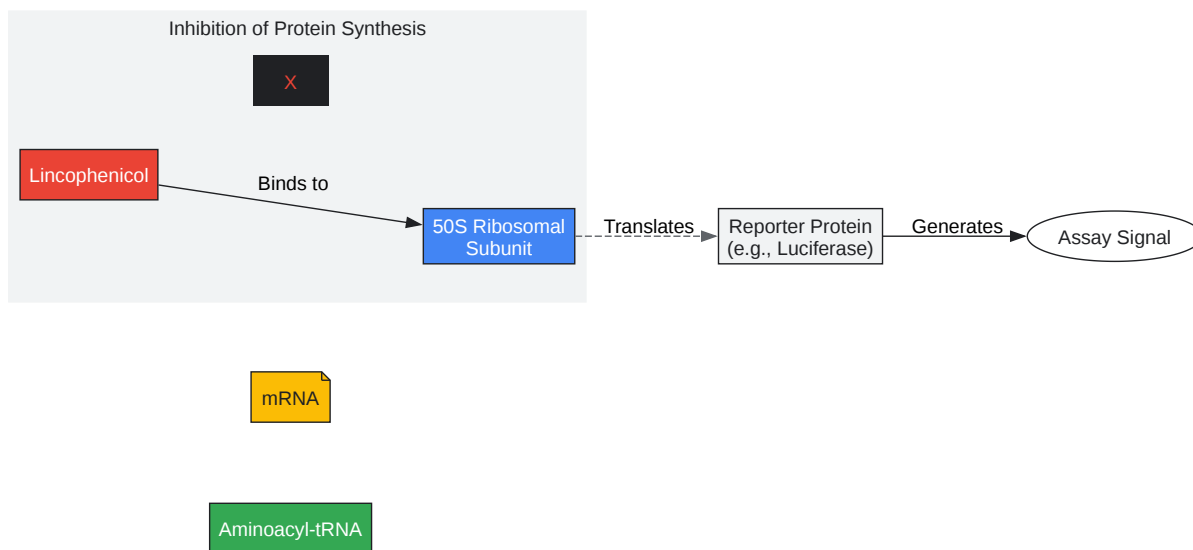 Inhibition of Protein Synthesis
X
Lincophenicol
Binds to
50S Ribosomal
Subunit
Translates
Reporter Protein
(e.g., Luciferase)
Generates
Assay Signal
mRNA
Aminoacyl-tRNA